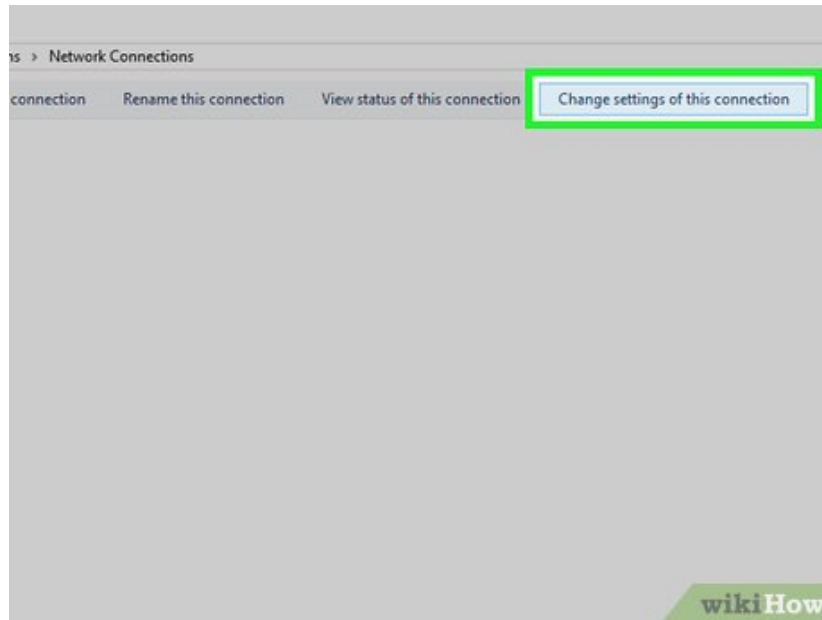 ns › Network Connections
connection Rename this connection View status of this connection Change settings of this connection
wikiHow